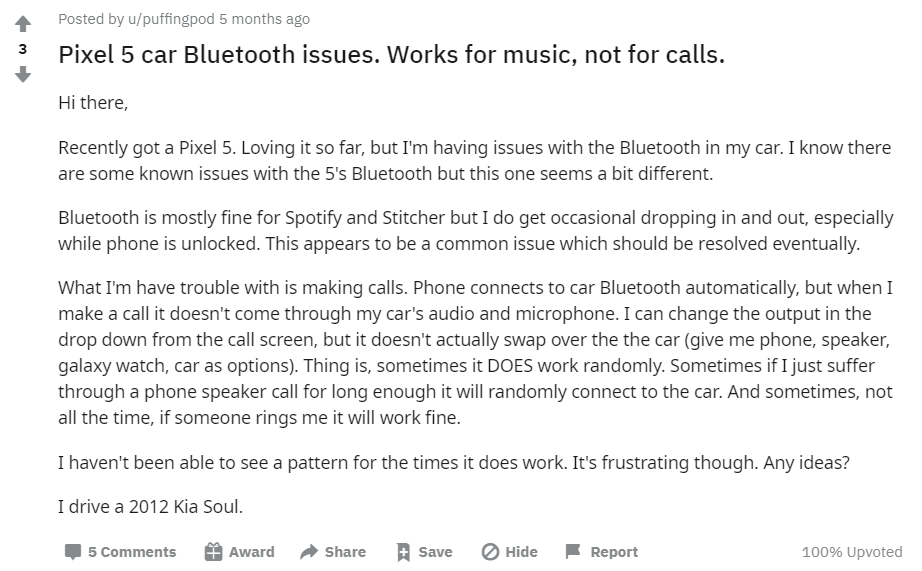 Posted by u/puffingpod 5 months ago
3
Pixel 5 car Bluetooth issues. Works for music, not for calls.
Hi there,
Recently got a Pixel 5. Loving it so far, but I'm having issues with the Bluetooth in my car. I know there
are some known issues with the 5's Bluetooth but this one seems a bit different.
Bluetooth is mostly fine for Spotify and Stitcher but I do get occasional dropping in and out, especially
while phone is unlocked. This appears to be a common issue which should be resolved eventually.
What I'm have trouble with is making calls. Phone connects to car Bluetooth automatically, but when I
make a call it doesn't come through my car's audio and microphone. I can change the output in the
drop down from the call screen, but it doesn't actually swap over the the car (give me phone, speaker,
galaxy watch, car as options). Thing is, sometimes it DOES work randomly. Sometimes if I just suffer
through a phone speaker call for long enough it will randomly connect to the car. And sometimes, not
all the time, if someone rings me it will work fine.
I haven't been able to see a pattern for the times it does work. It's frustrating though. Any ideas?
I drive a 2012 Kia Soul.
5 Comments Award Share Save Hide Report 100% Upvoted